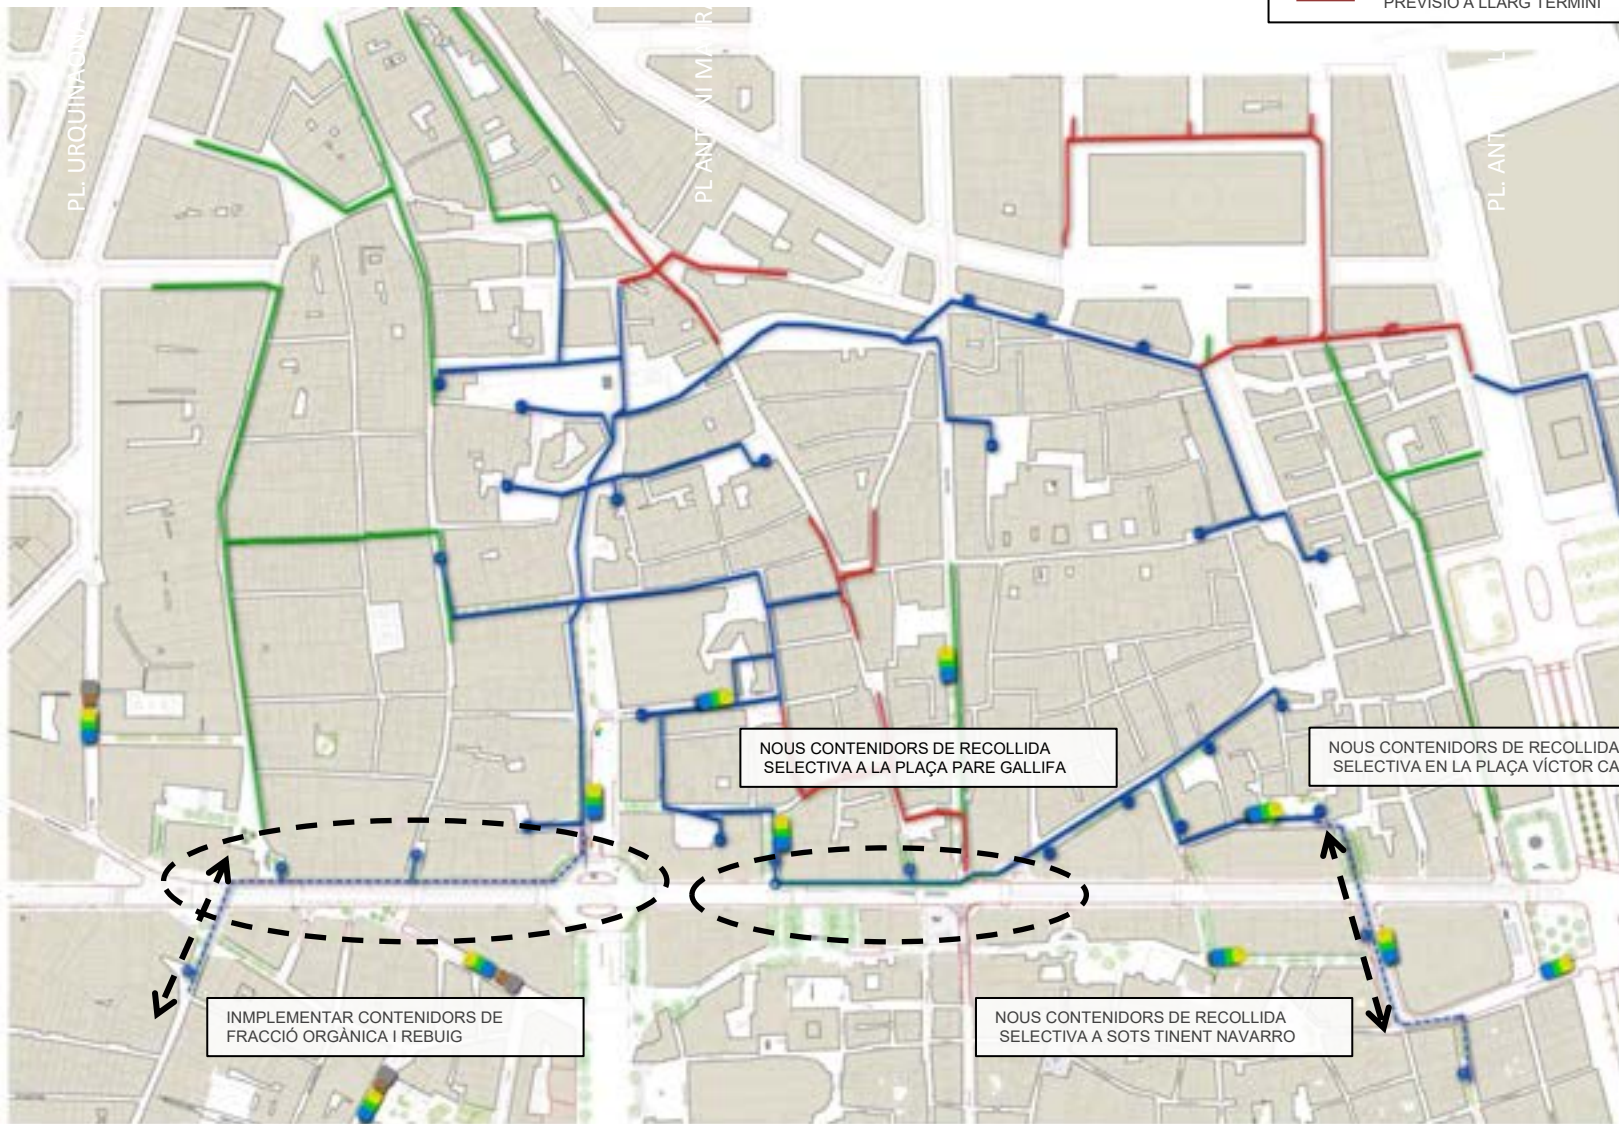 PREVISIÓ A LLARG TERMINI
PL. URQUINAONA
PL ANTONI MAURA
PL. ANT
NOUS CONTENIDORS DE RECOLLIDA
SELECTIVA A LA PLAÇA PARE GALLIFA
NOUS CONTENIDORS DE RECOLLIDA
SELECTIVA EN LA PLAÇA VÍCTOR CA
INMPLEMENTAR CONTENIDORS DE
FRACCIÓ ORGÀNICA I REBUIG
NOUS CONTENIDORS DE RECOLLIDA
SELECTIVA A SOTS TINENT NAVARRO